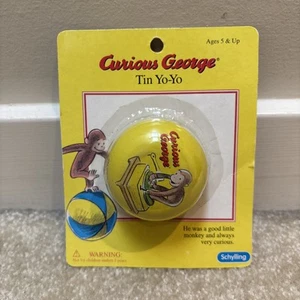 Ages 5 & Up
Curious George®
Tin Yo-Yo
Curious
George
He was a good little
monkey and always
very curious.
WARNING:
Schylling